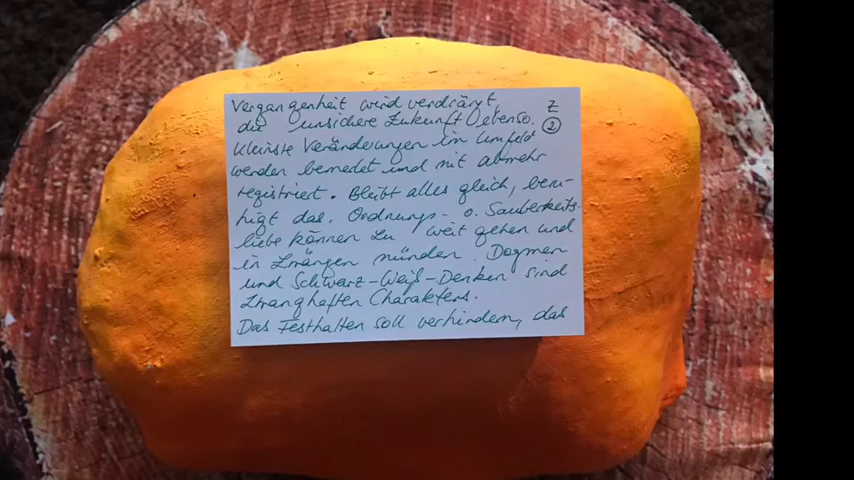 Vergangenheit wird verdrängt, Z
die unsichere Zukunft ebenso. ②
kleinste Veränderungen im Umfeld
werden bemerkt und mit Abwehr
registriert. Bleibt alles gleich, beru-
higt das. Ordnungs- o. Sauberkeits-
liebe können zu weit gehen und
in Zwängen münden. Dogmen
und Schwarz-Weiß-Denken sind
zwanghaften Charakters.
Das Festhalten soll verhindern, das